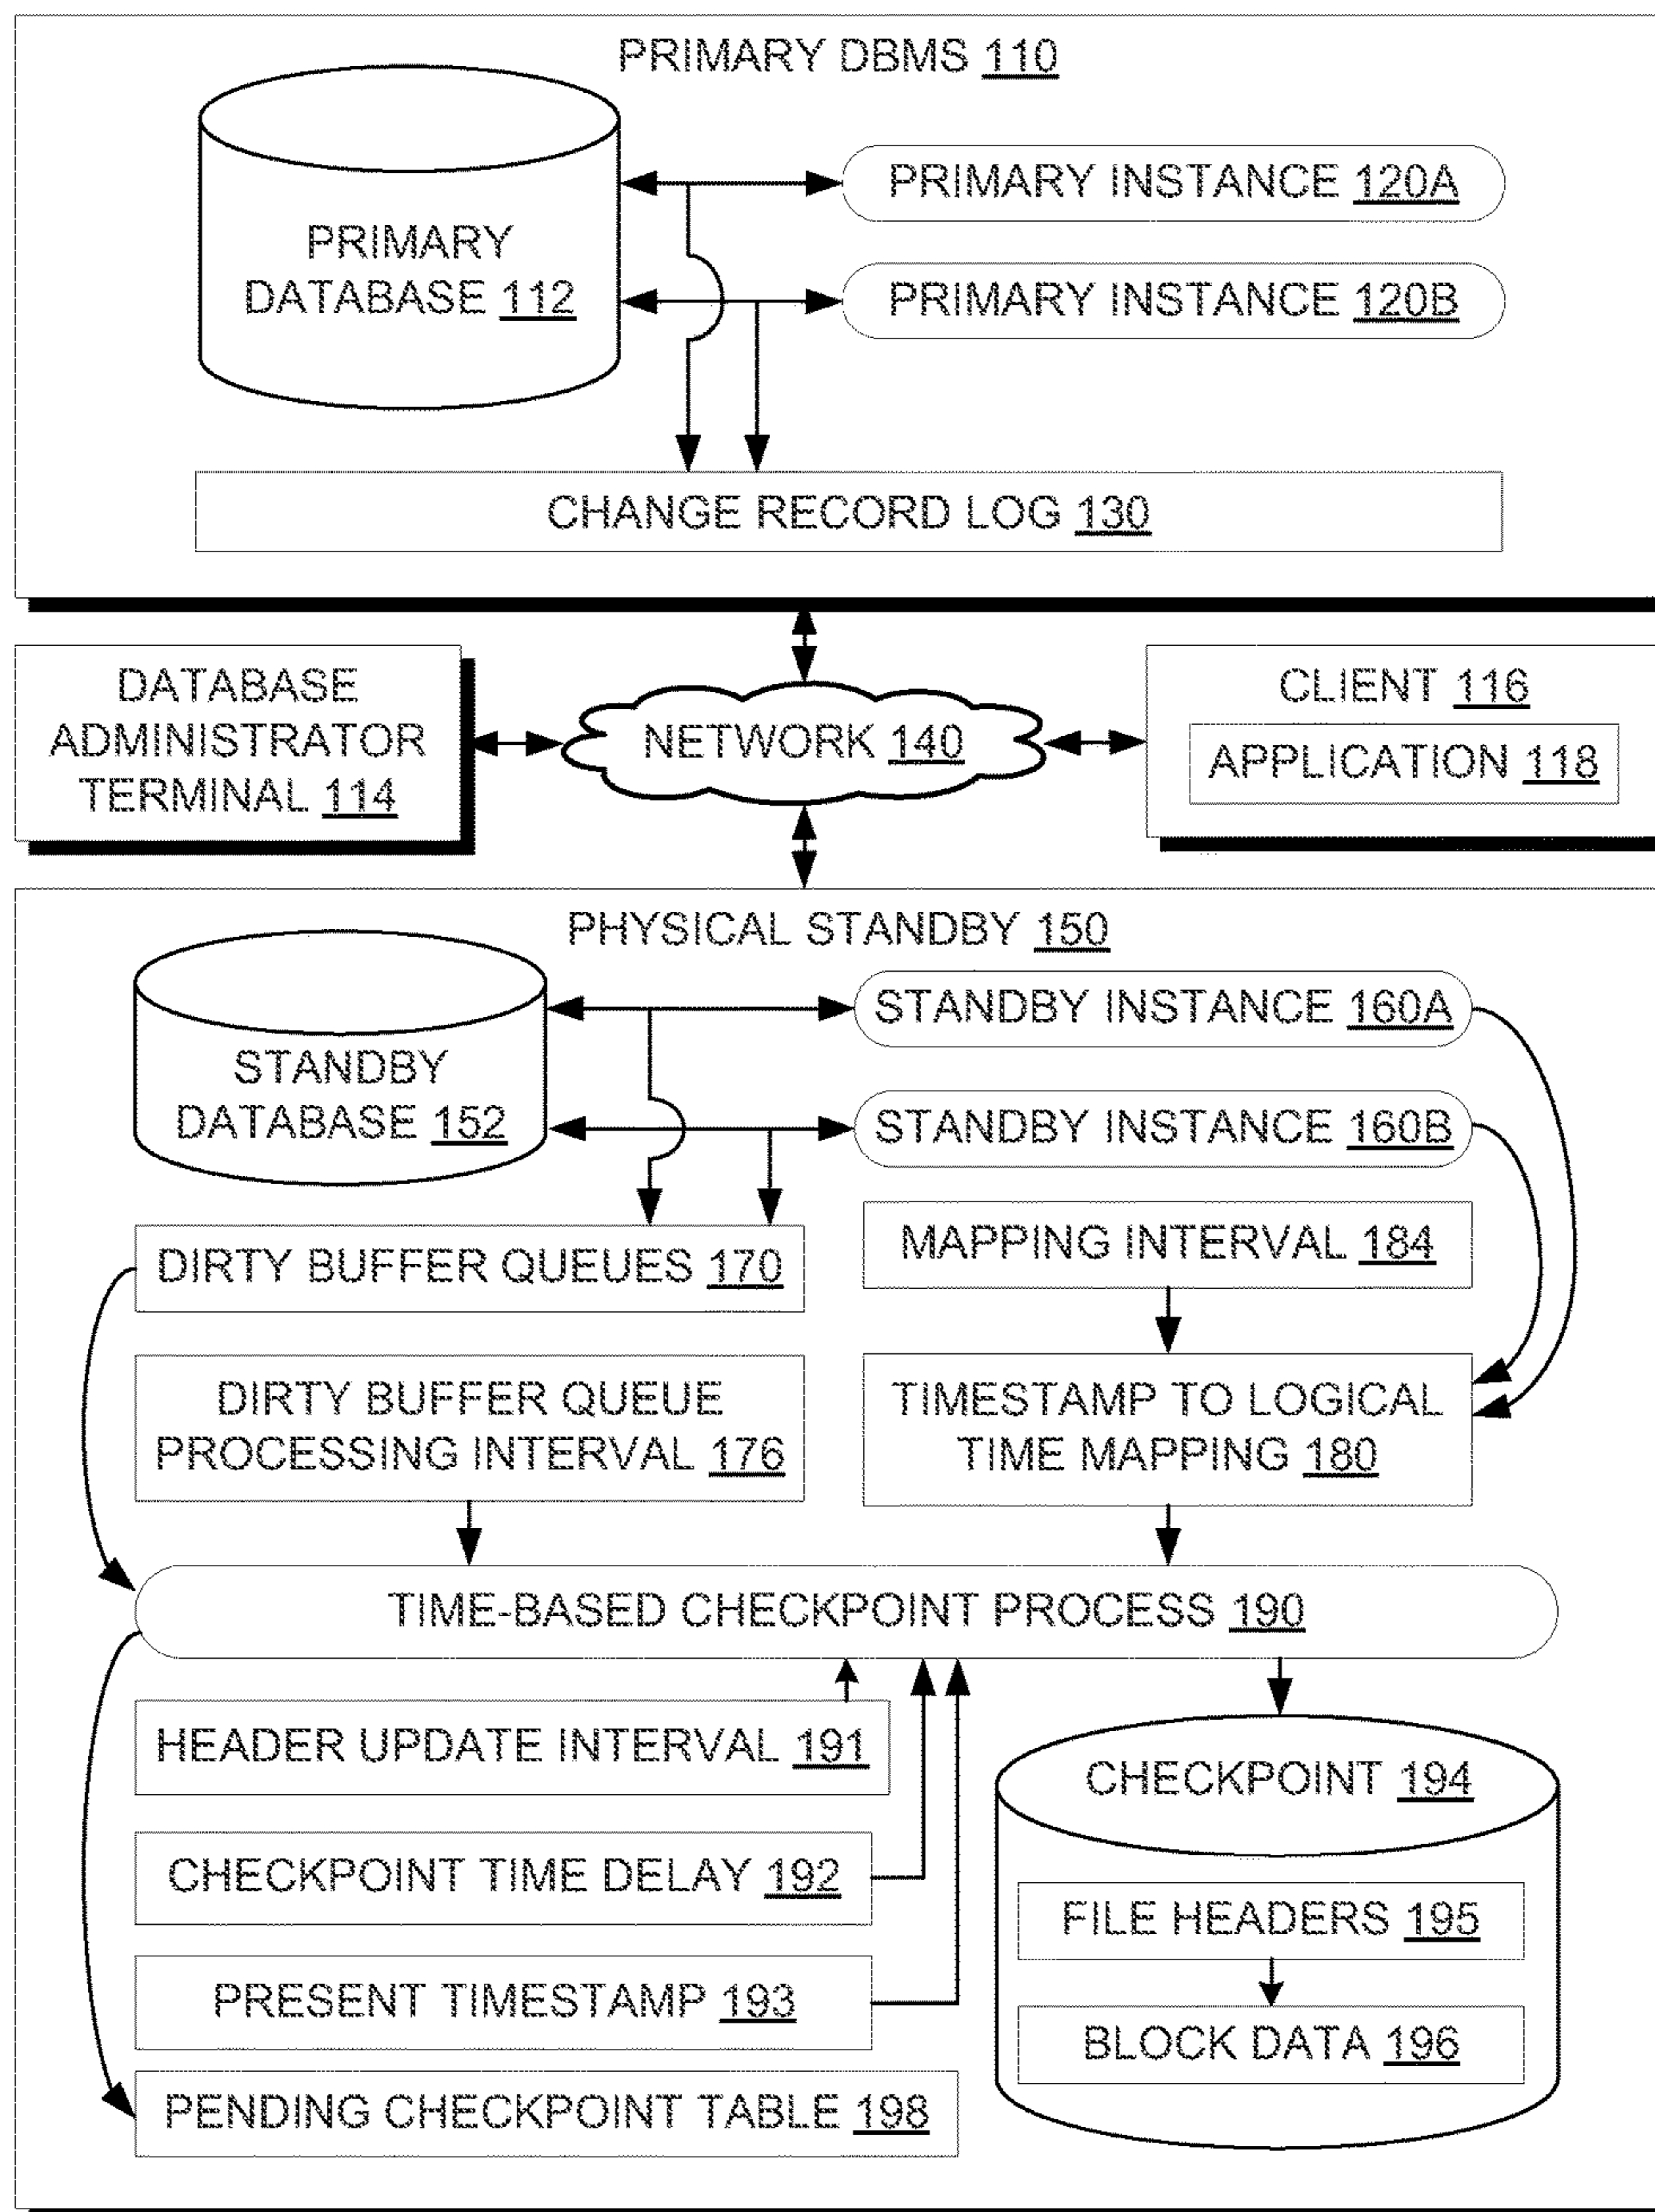 PRIMARY DBMS 110
PRIMARY INSTANCE 120A
PRIMARY
DATABASE 112
PRIMARY INSTANCE 120B
CHANGE RECORD LOG 130
DATABASE
ADMINISTRATOR
TERMINAL 114
NETWORK 140
CLIENT 116
APPLICATION 118
PHYSICAL STANDBY 150
STANDBY INSTANCE 160A
STANDBY
DATABASE 152
STANDBY INSTANCE 160B
DIRTY BUFFER QUEUES 170
MAPPING INTERVAL 184
DIRTY BUFFER QUEUE
PROCESSING INTERVAL 176
TIMESTAMP TO LOGICAL
TIME MAPPING 180
TIME-BASED CHECKPOINT PROCESS 190
HEADER UPDATE INTERVAL 191
CHECKPOINT TIME DELAY 192
PRESENT TIMESTAMP 193
PENDING CHECKPOINT TABLE 198
CHECKPOINT 194
FILE HEADERS 195
BLOCK DATA 196